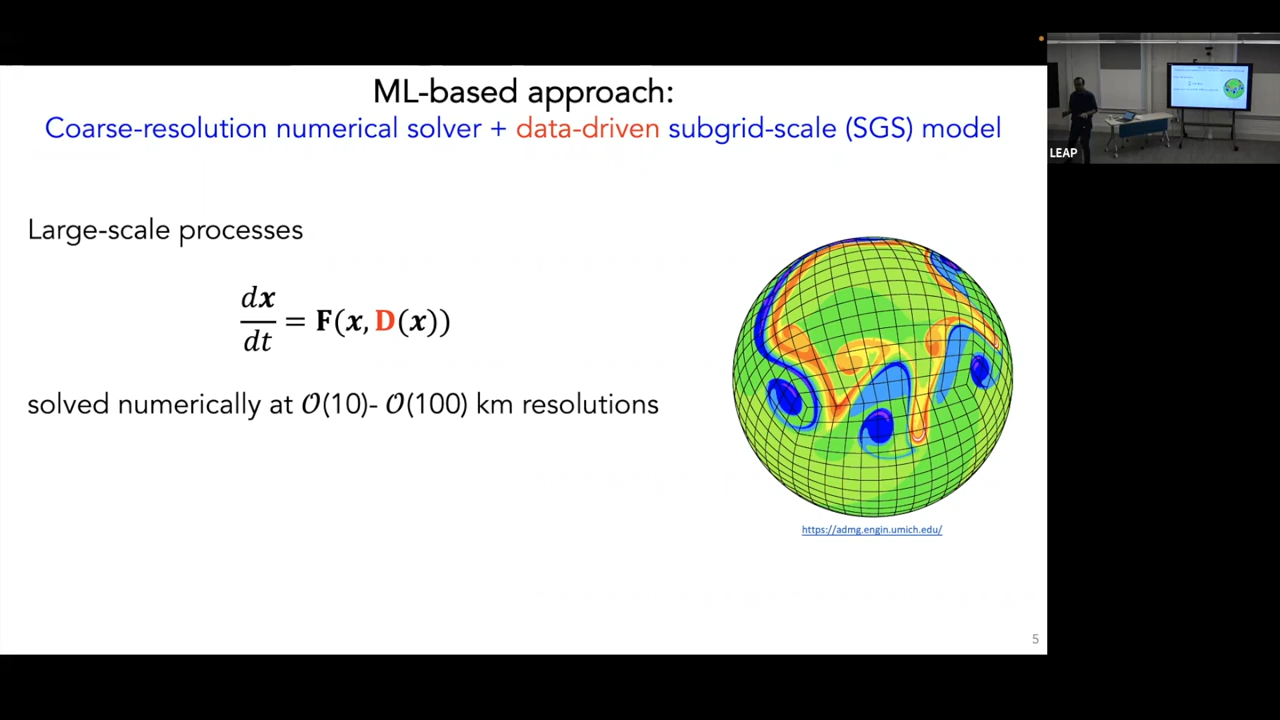 ML-based approach:
Coarse-resolution numerical solver + data-driven subgrid-scale (SGS) model
Large-scale processes
dx/dt = F(x, D(x))
solved numerically at 𝒪(10)- 𝒪(100) km resolutions
https://admg.engin.umich.edu/
5
LEAP